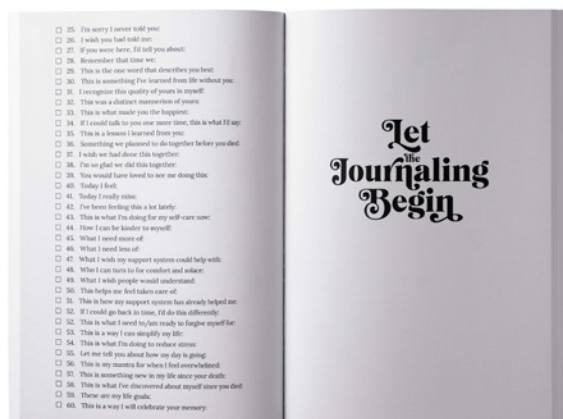 ☐ 25. I'm sorry I never told you:
☐ 26. I wish you had told me:
☐ 27. If you were here, I'd tell you about:
☐ 28. Remember that time we:
☐ 29. This is the one word that describes you best:
☐ 30. This is something I've learned from life without you:
☐ 31. I recognize this quality of yours in myself:
☐ 32. This was a distinct mannerism of yours:
☐ 33. This is what made you the happiest:
☐ 34. If I could talk to you one more time, this is what I'd say:
☐ 35. This is a lesson I learned from you:
☐ 36. Something we planned to do together before you died:
☐ 37. I wish we had done this together:
☐ 38. I'm so glad we did this together:
☐ 39. You would have loved to see me doing this:
☐ 40. Today I feel:
☐ 41. Today I really miss:
☐ 42. I've been feeling this a lot lately:
☐ 43. This is what I'm doing for my self-care now:
☐ 44. How I can be kinder to myself:
☐ 45. What I need more of:
☐ 46. What I need less of:
☐ 47. What I wish my support system could help with:
☐ 48. Who I can turn to for comfort and solace:
☐ 49. What I wish people would understand:
☐ 50. This helps me feel taken care of:
☐ 51. This is how my support system has already helped me:
☐ 52. If I could go back in time, I'd do this differently:
☐ 52. This is what I need to/am ready to forgive myself for:
☐ 53. This is a way I can simplify my life:
☐ 54. This is what I'm doing to reduce stress:
☐ 55. Let me tell you about how my day is going:
☐ 56. This is my mantra for when I feel overwhelmed:
☐ 57. This is something new in my life since your death:
☐ 58. This is what I've discovered about myself since you died:
☐ 59. These are my life goals:
☐ 60. This is a way I will celebrate your memory:
Let
the
Journaling
Begin